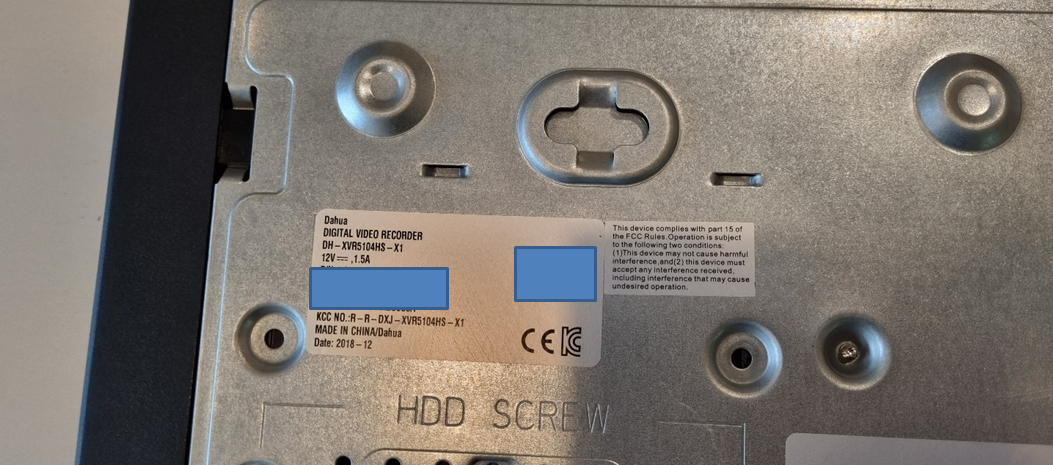 Dahua
DIGITAL VIDEO RECORDER
DH-XVR5104HS-X1
12V⎓,1.5A
KCC NO.:R-R-DXJ-XVR5104HS-X1
MADE IN CHINA/Dahua
Date: 2018-12
CE
This device complies with part 15 of
the FCC Rules.Operation is subject
to the following two conditions:
(1)This device may not cause harmful
interference,and(2) this device must
accept any interference received,
including interference that may cause
undesired operation.
HDD SCREW